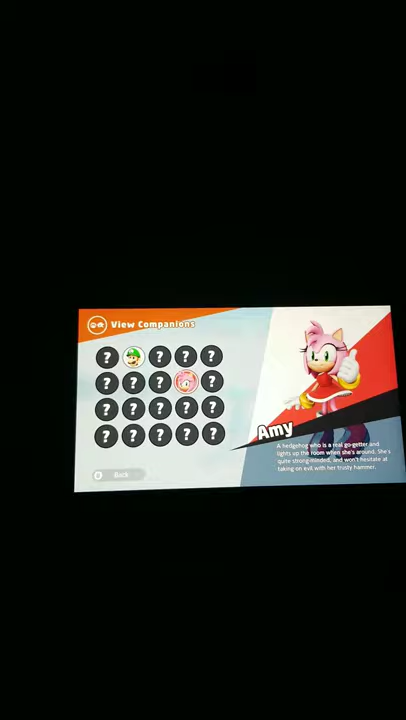 View Companions
? ? ? ?
? ? ? ?
? ? ? ? ?
? ? ? ? ?
Amy
A hedgehog who is a real go-getter and
lights up the room when she's around. She's
quite strong-minded, and won't hesitate at
taking on evil with her trusty hammer.
Back